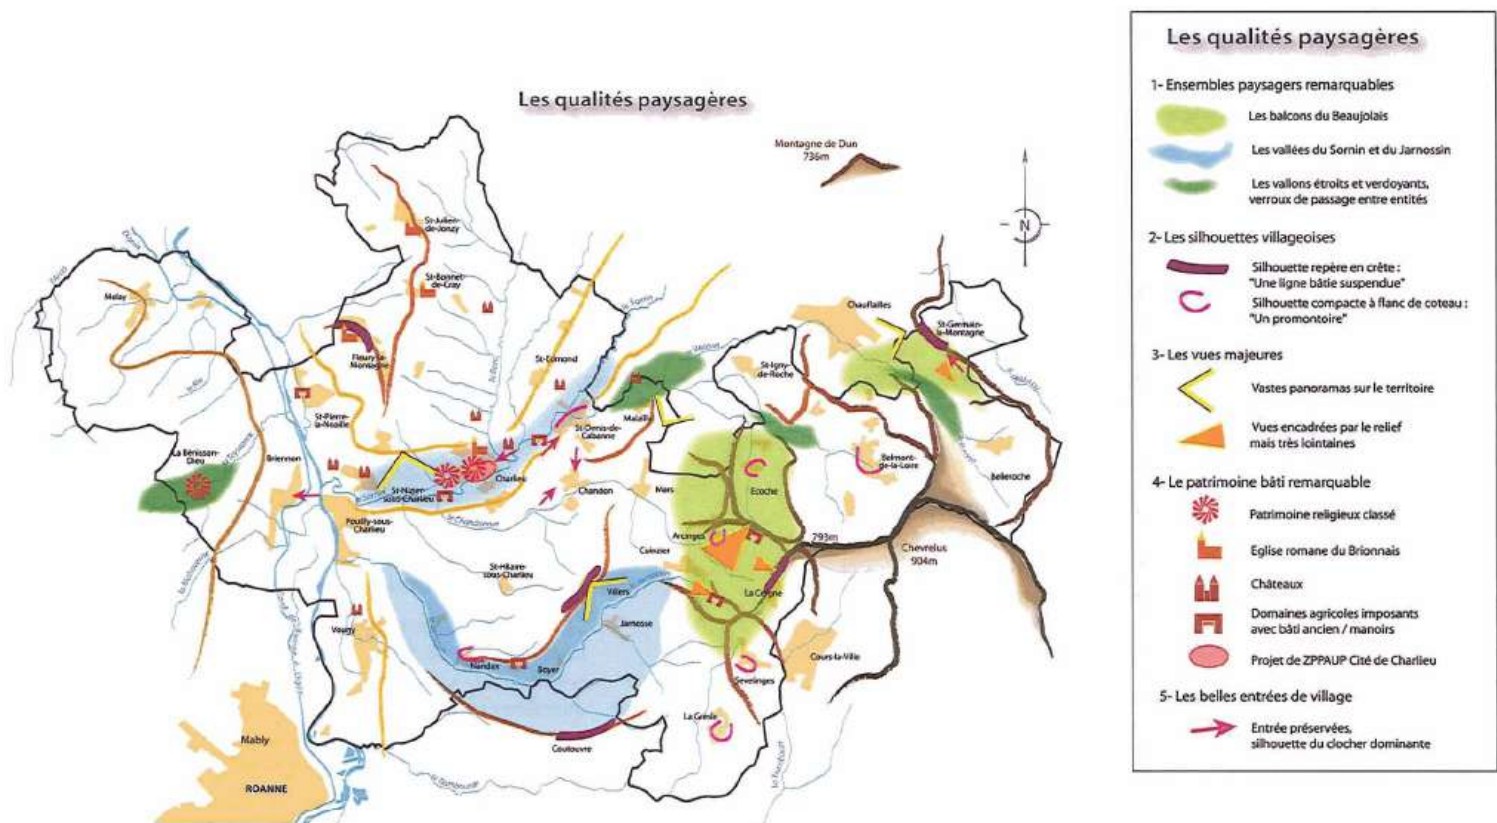 Les qualités paysagères
Montagne de Dun
736m
N
St-Julien-
de-Jonzy
St-Bonnet-
de-Cray
Melay
Fleury-la-
Montagne
St-Edmond
le Sornin
Chauffailles
St-Germain-
la-Montagne
St-Igny-
de-Roche
St-Pierre-
la-Noaille
St-Denis-de-
Cabanne
Maizilly
La Bénisson-
Dieu
Briennon
Charlieu
St-Nizier-
sous-Charlieu
Chandon
Mars
Ecoche
Belmont-
de-la-Loire
Belleroche
Pouilly-sous-
Charlieu
le Chandonnet
Arcinges
Cuinzier
793m
Chevrelus
904m
St-Hilaire-
sous-Charlieu
Villers
La Gresle
Jarnosse
Vougy
Nandax
Boyer
Sevelinges
Cours-la-Ville
Coutouvre
Mably
ROANNE
Les qualités paysagères
1- Ensembles paysagers remarquables
Les balcons du Beaujolais
Les vallées du Sornin et du Jarnossin
Les vallons étroits et verdoyants,
verroux de passage entre entités
2- Les silhouettes villageoises
Silhouette repère en crête :
"Une ligne bâtie suspendue"
Silhouette compacte à flanc de coteau :
"Un promontoire"
3- Les vues majeures
Vastes panoramas sur le territoire
Vues encadrées par le relief
mais très lointaines
4- Le patrimoine bâti remarquable
Patrimoine religieux classé
Eglise romane du Brionnais
Châteaux
Domaines agricoles imposants
avec bâti ancien / manoirs
Projet de ZPPAUP Cité de Charlieu
5- Les belles entrées de village
Entrée préservées,
silhouette du clocher dominante